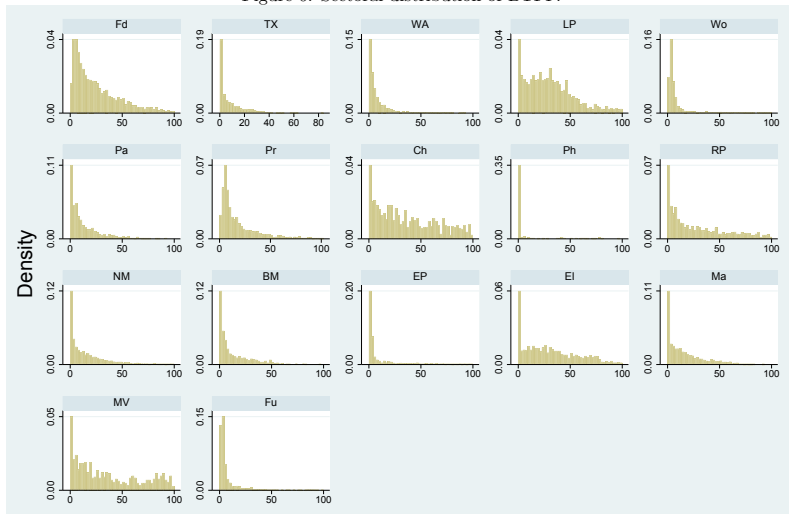 Sectoral distribution of
Density
Fd TX WA LP Wo
0.04 0.19 0.15 0.04 0.16
0.00 0.00 0.00 0.00 0.00
0 50 100 0 20 40 60 80 0 50 100 0 50 100 0 50 100
Pa Pr Ch Ph RP
0.11 0.07 0.04 0.35 0.07
0.00 0.00 0.00 0.00 0.00
0 50 100 0 50 100 0 50 100 0 50 100 0 50 100
NM BM EP El Ma
0.12 0.12 0.20 0.06 0.11
0.00 0.00 0.00 0.00 0.00
0 50 100 0 50 100 0 50 100 0 50 100 0 50 100
MV Fu
0.05 0.15
0.00 0.00
0 50 100 0 50 100